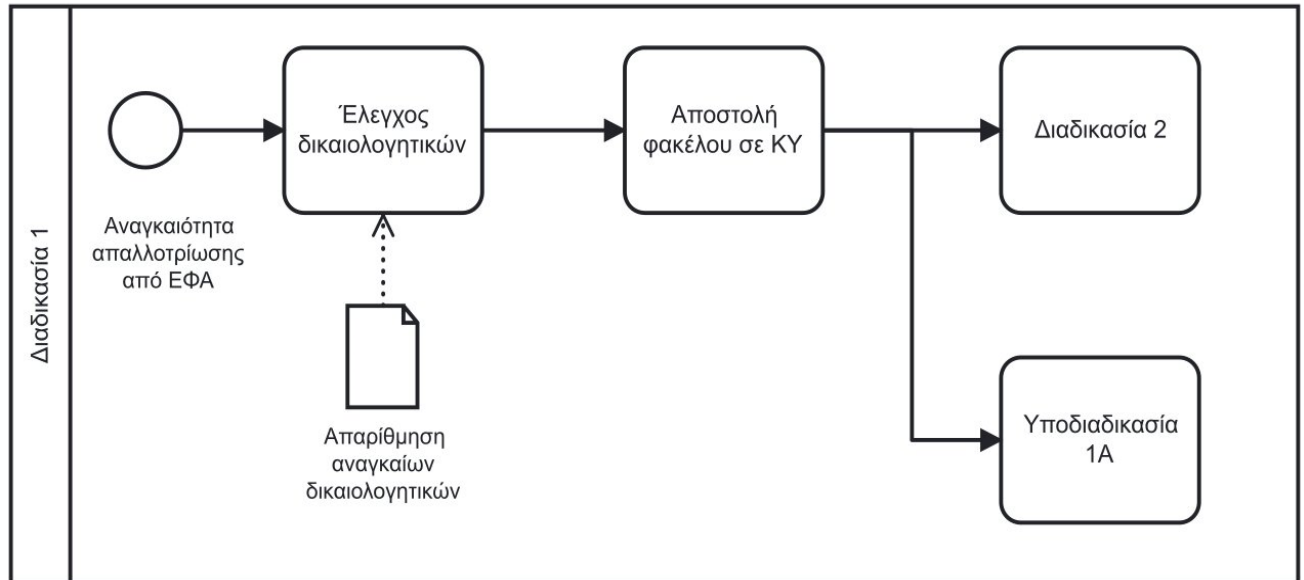 Διαδικασία 1
Αναγκαιότητα
απαλλοτρίωσης
από ΕΦΑ
Έλεγχος
δικαιολογητικών
Απαρίθμηση
αναγκαίων
δικαιολογητικών
Αποστολή
φακέλου σε ΚΥ
Διαδικασία 2
Υποδιαδικασία
1Α